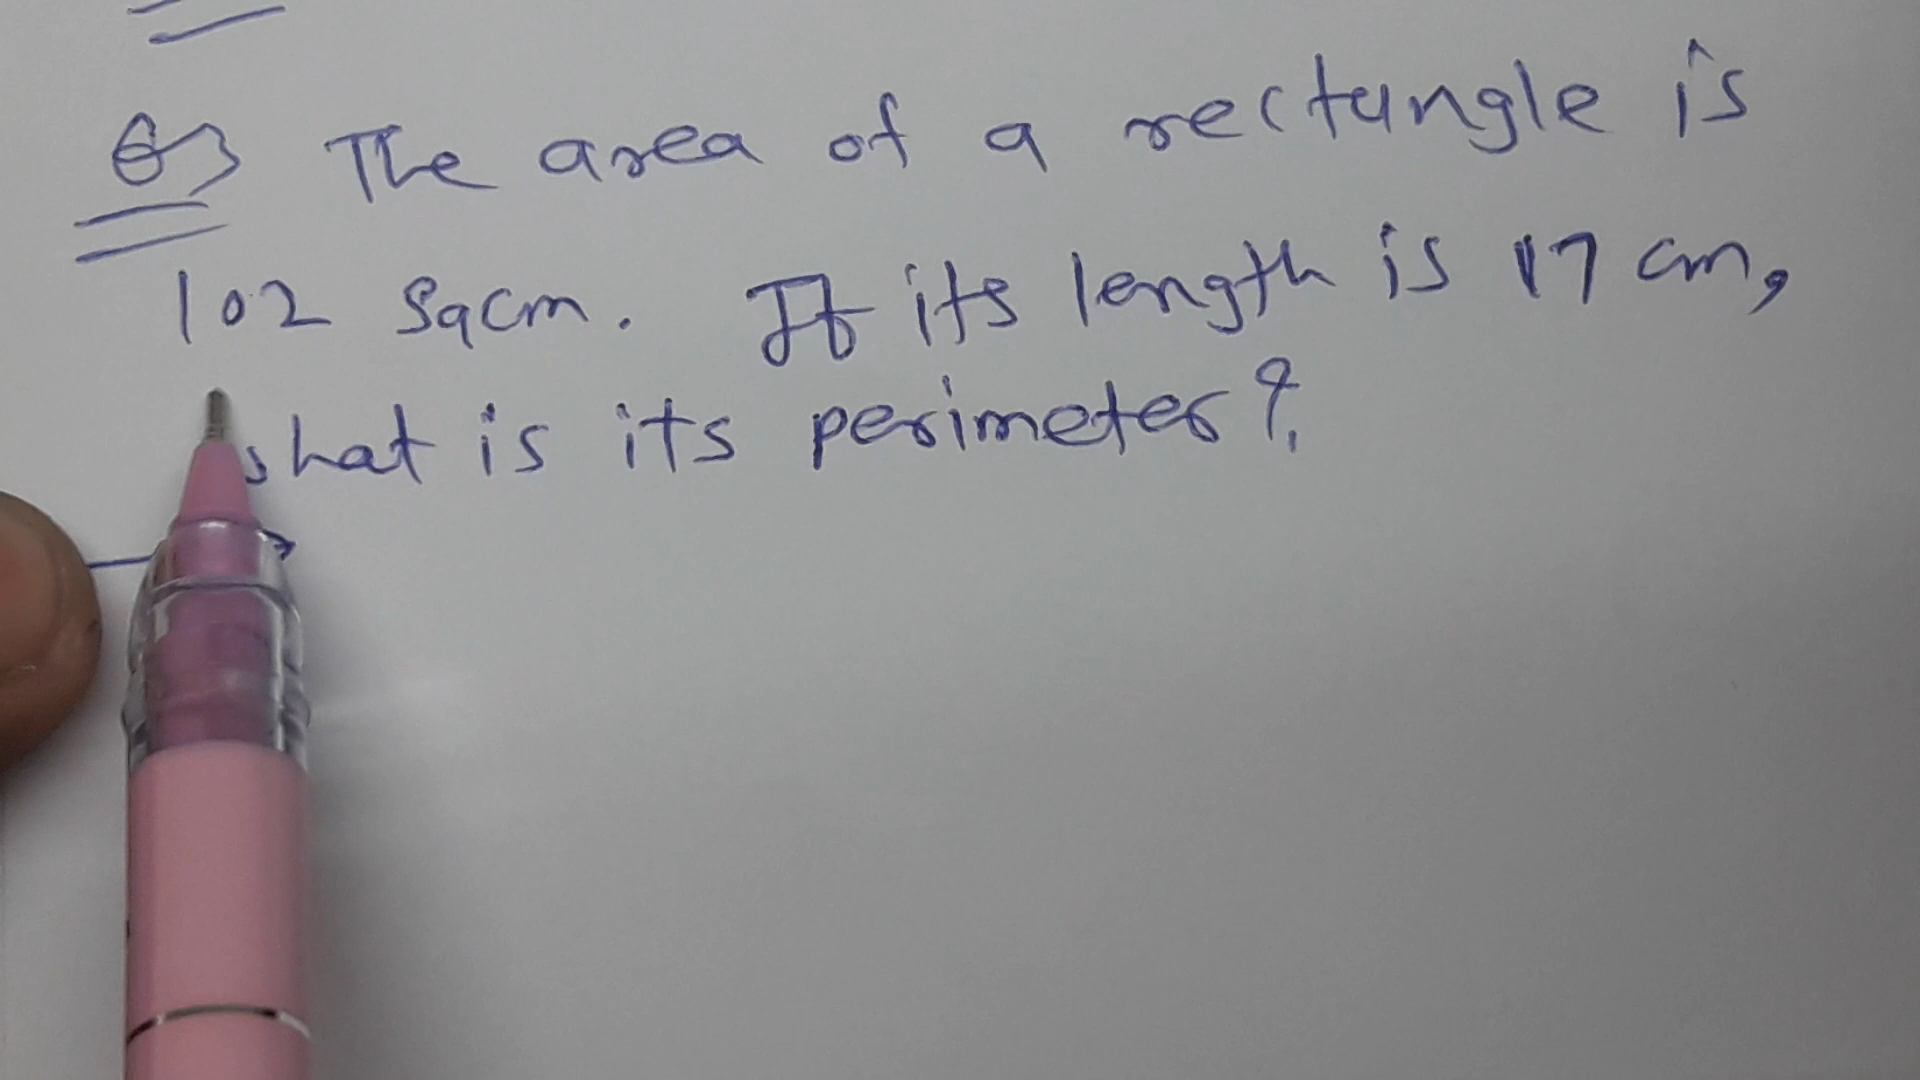 Q3 The area of a rectangle is
102 sqcm. If its length is 17 cm,
what is its perimeter?